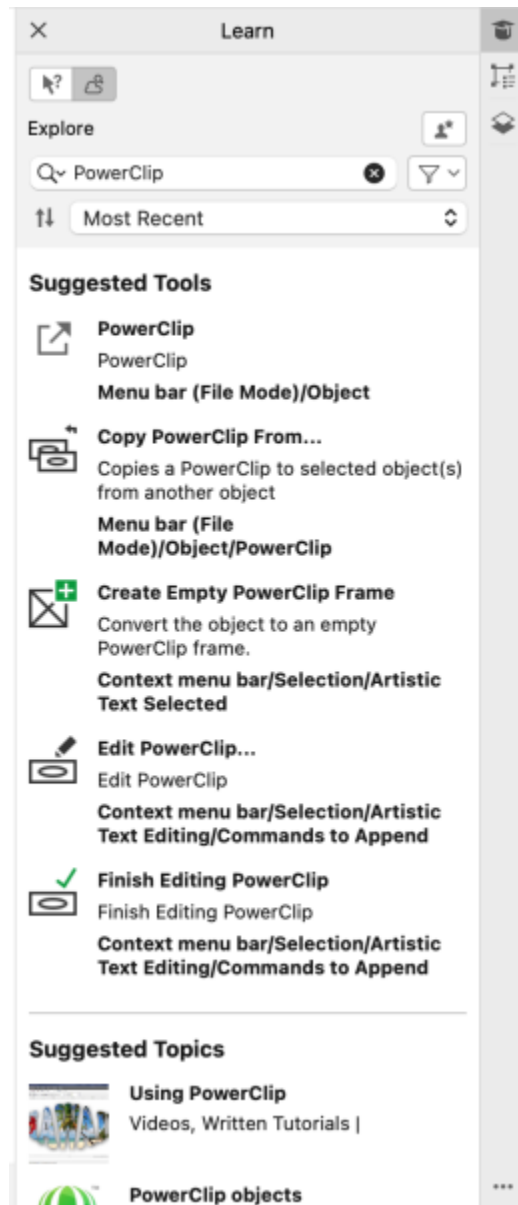 Learn
Explore
PowerClip
Most Recent
Suggested Tools
PowerClip
PowerClip
Menu bar (File Mode)/Object
Copy PowerClip From...
Copies a PowerClip to selected object(s)
from another object
Menu bar (File
Mode)/Object/PowerClip
Create Empty PowerClip Frame
Convert the object to an empty
PowerClip frame.
Context menu bar/Selection/Artistic
Text Selected
Edit PowerClip...
Edit PowerClip
Context menu bar/Selection/Artistic
Text Editing/Commands to Append
Finish Editing PowerClip
Finish Editing PowerClip
Context menu bar/Selection/Artistic
Text Editing/Commands to Append
Suggested Topics
Using PowerClip
Videos, Written Tutorials |
PowerClip objects